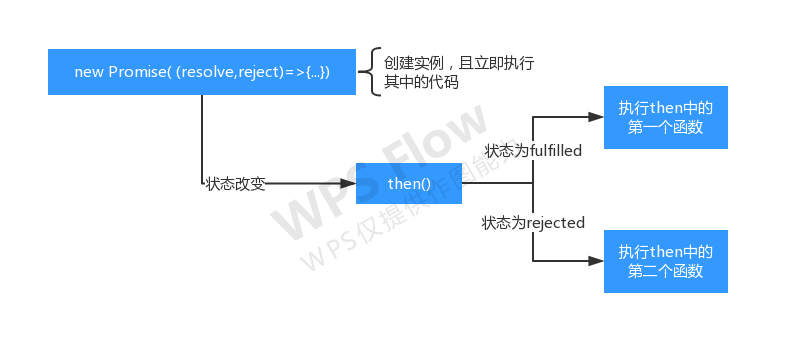 new Promise( (resolve,reject)=>{...})
创建实例，且立即执行
其中的代码
执行then中的
第一个函数
状态为fulfilled
状态改变
then()
状态为rejected
执行then中的
第二个函数
WPS Flow
WPS仅提供作图能力